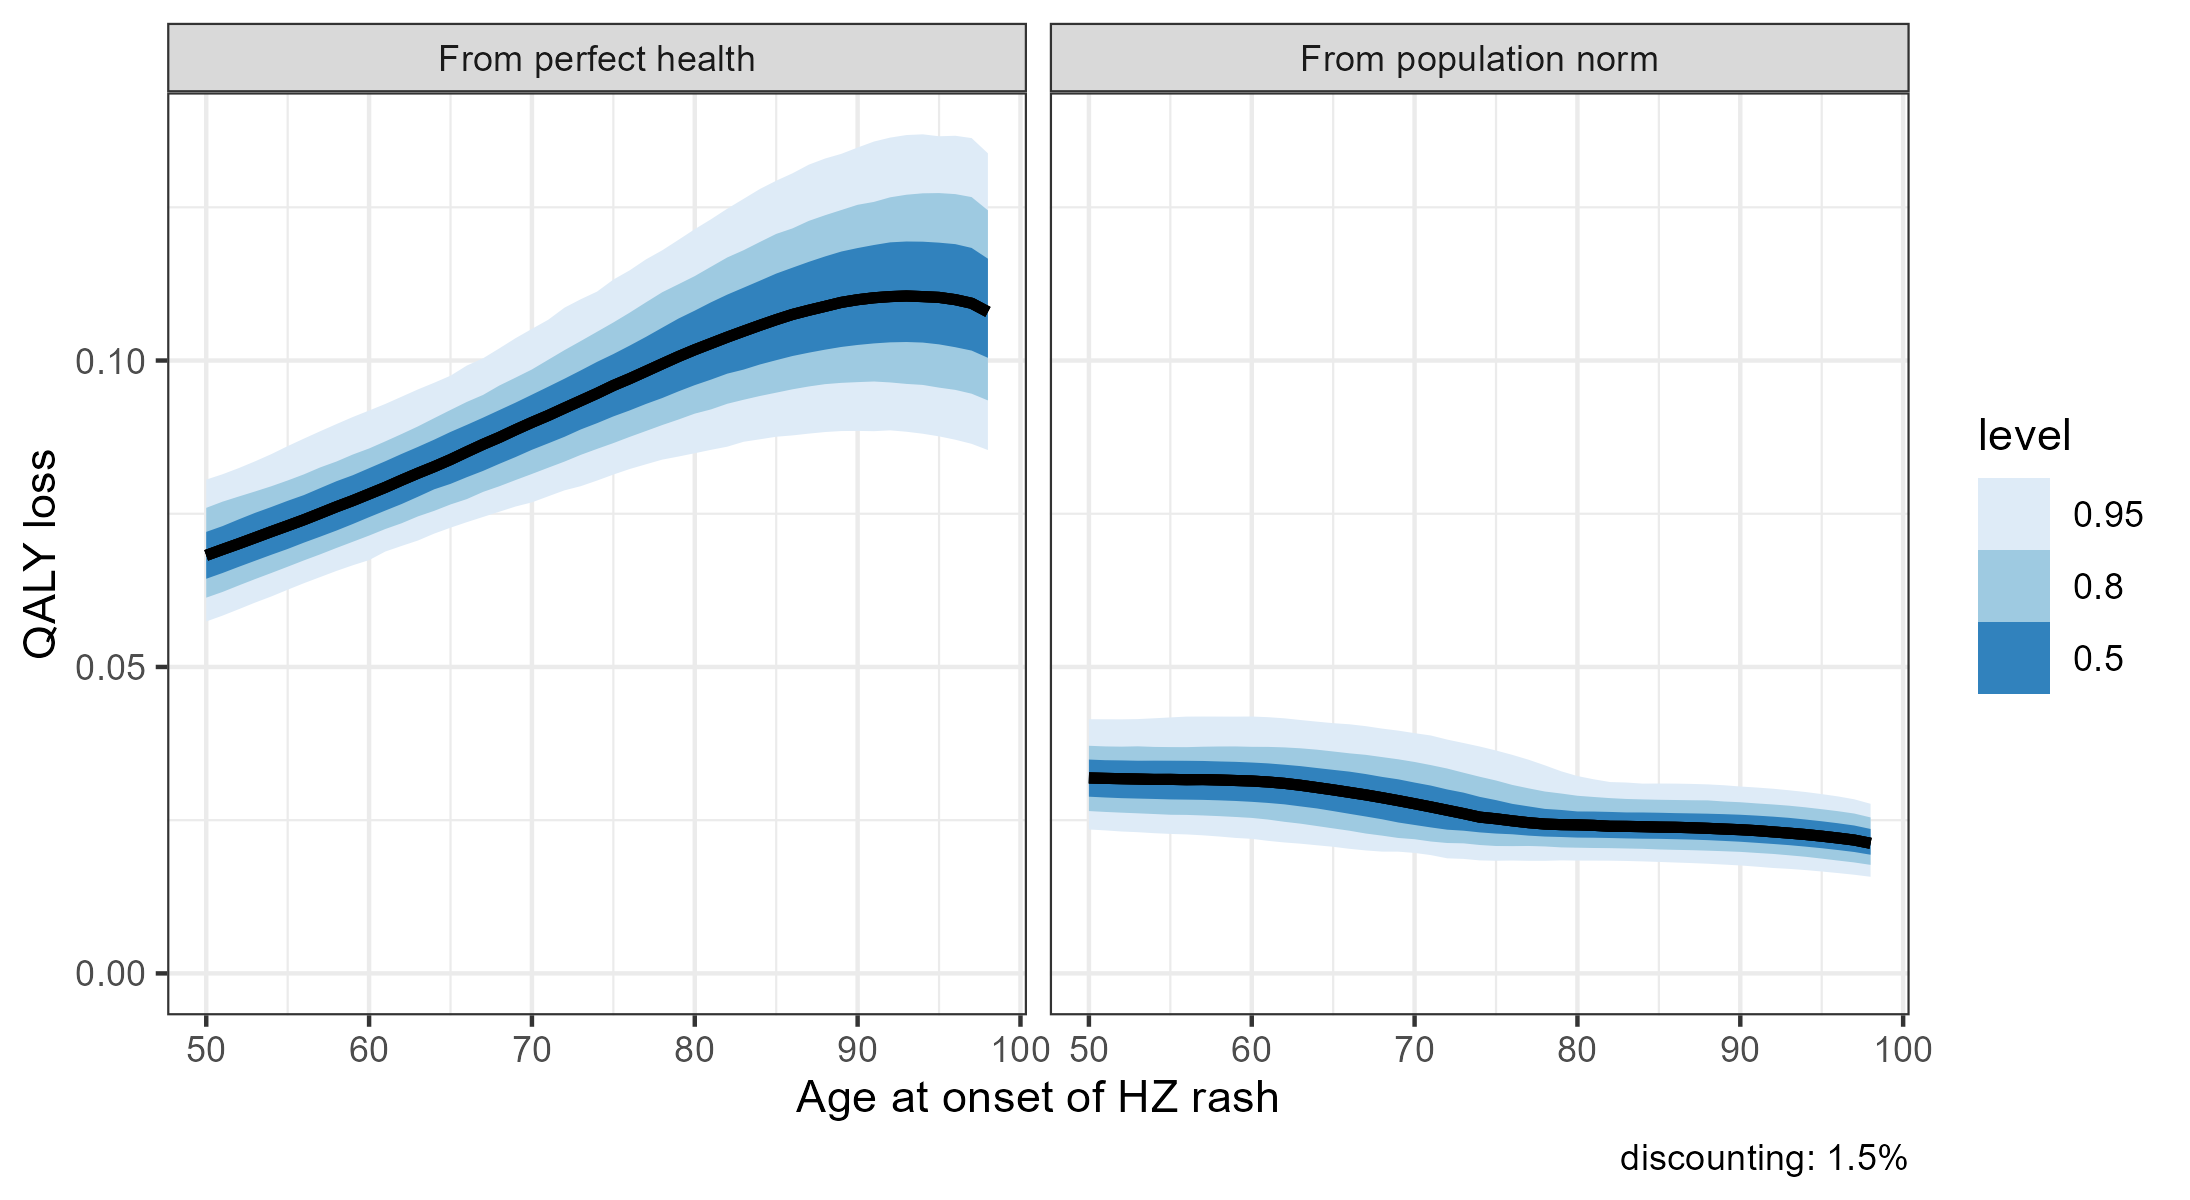 From perfect health
From population norm
QALY loss
0.10
0.05
0.00
50 60 70 80 90 100
50 60 70 80 90 100
Age at onset of HZ rash
level
0.95
0.8
0.5
discounting: 1.5%